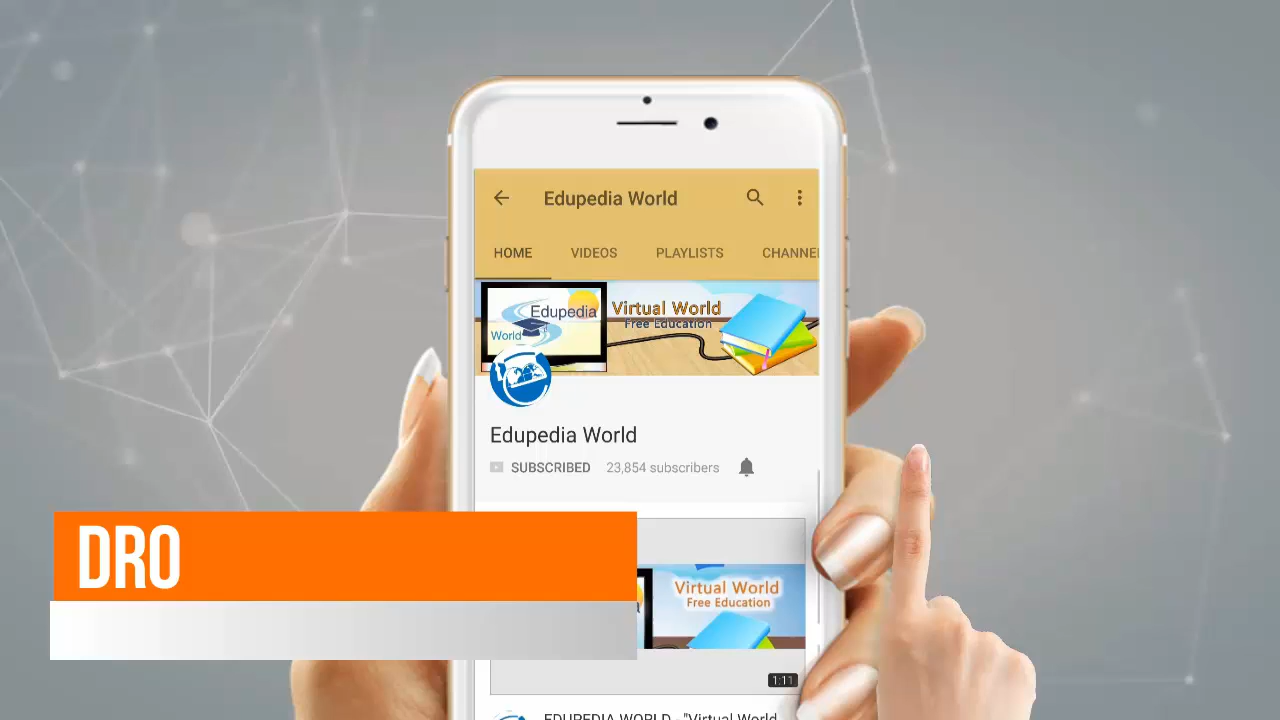 Edupedia World
HOME VIDEOS PLAYLISTS CHANNE
Edupedia
World
Virtual World
Free Education
Edupedia World
SUBSCRIBED 23,854 subscribers
DRO
Virtual World
Free Education
1:11
EDUPEDIA WORLD - "Virtual World